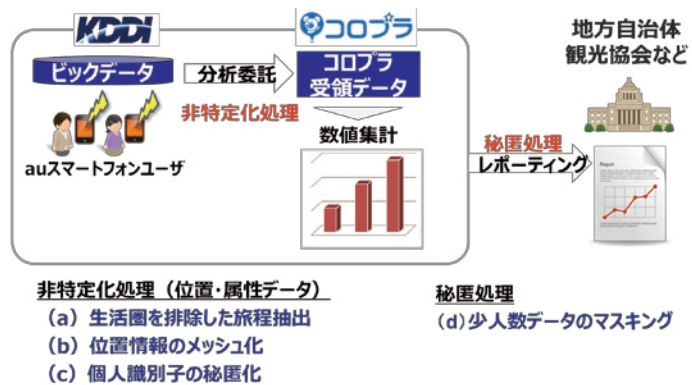 KDDI
コロプラ
地方自治体
観光協会など
ビックデータ
分析委託
コロプラ
受領データ
非特定化処理
数値集計
秘匿処理
レポーティング
auスマートフォンユーザ
Report
非特定化処理（位置・属性データ）
（a）生活圏を排除した旅程抽出
（b）位置情報のメッシュ化
（c）個人識別子の秘匿化
秘匿処理
（d）少人数データのマスキング